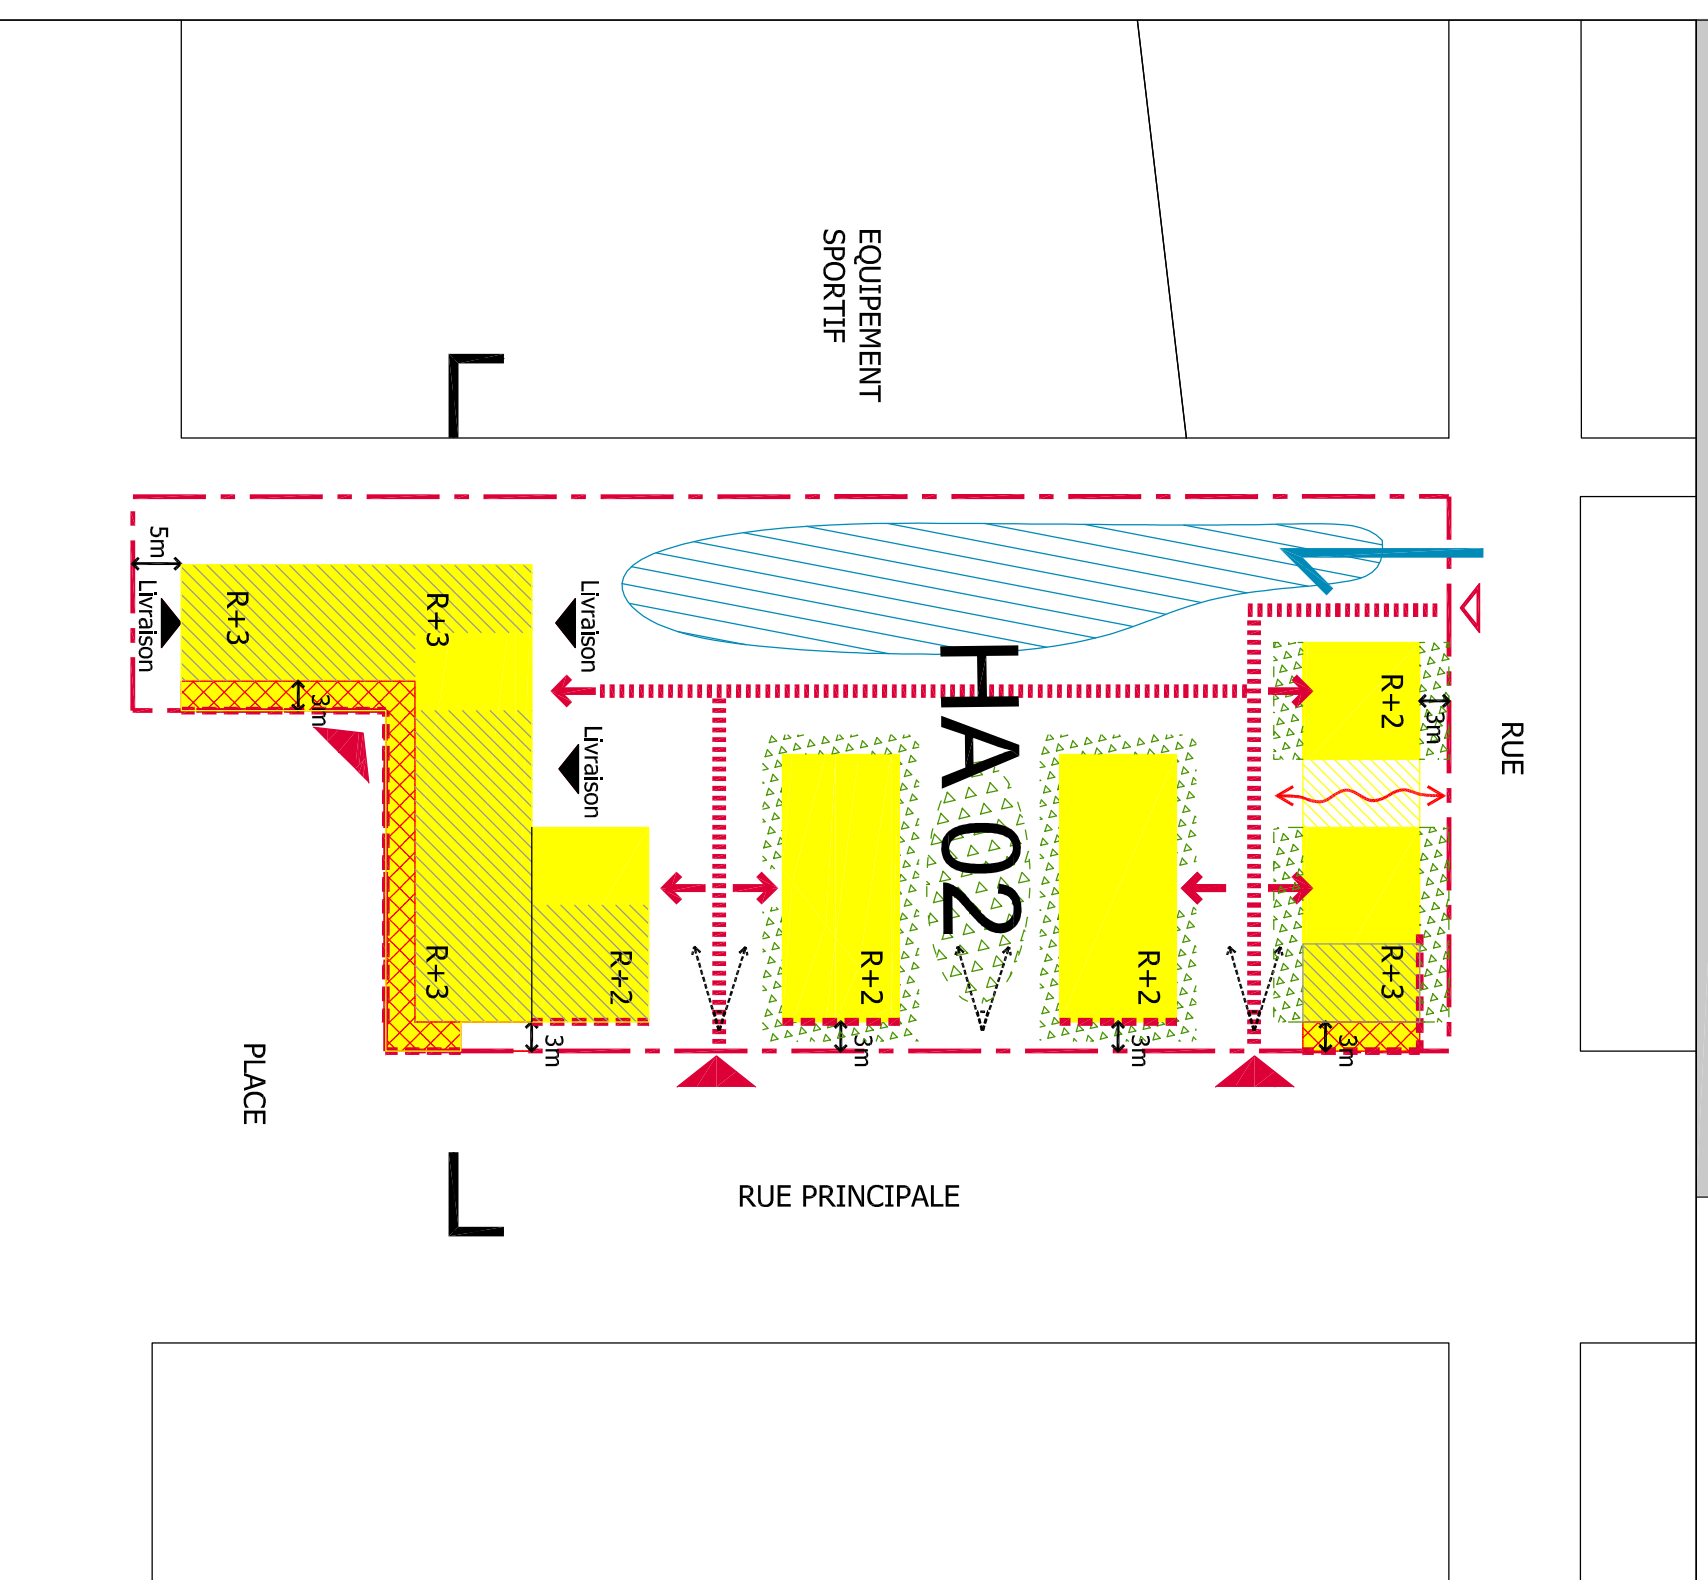 EQUIPEMENT
SPORTIF
5m
Livraison
R+3
R+3
Livraison
3m
Livraison
HA 02
R+2
3m
RUE
R+3
R+2
R+2
R+2
R+3
3m
3m
3m
3m
PLACE
RUE PRINCIPALE